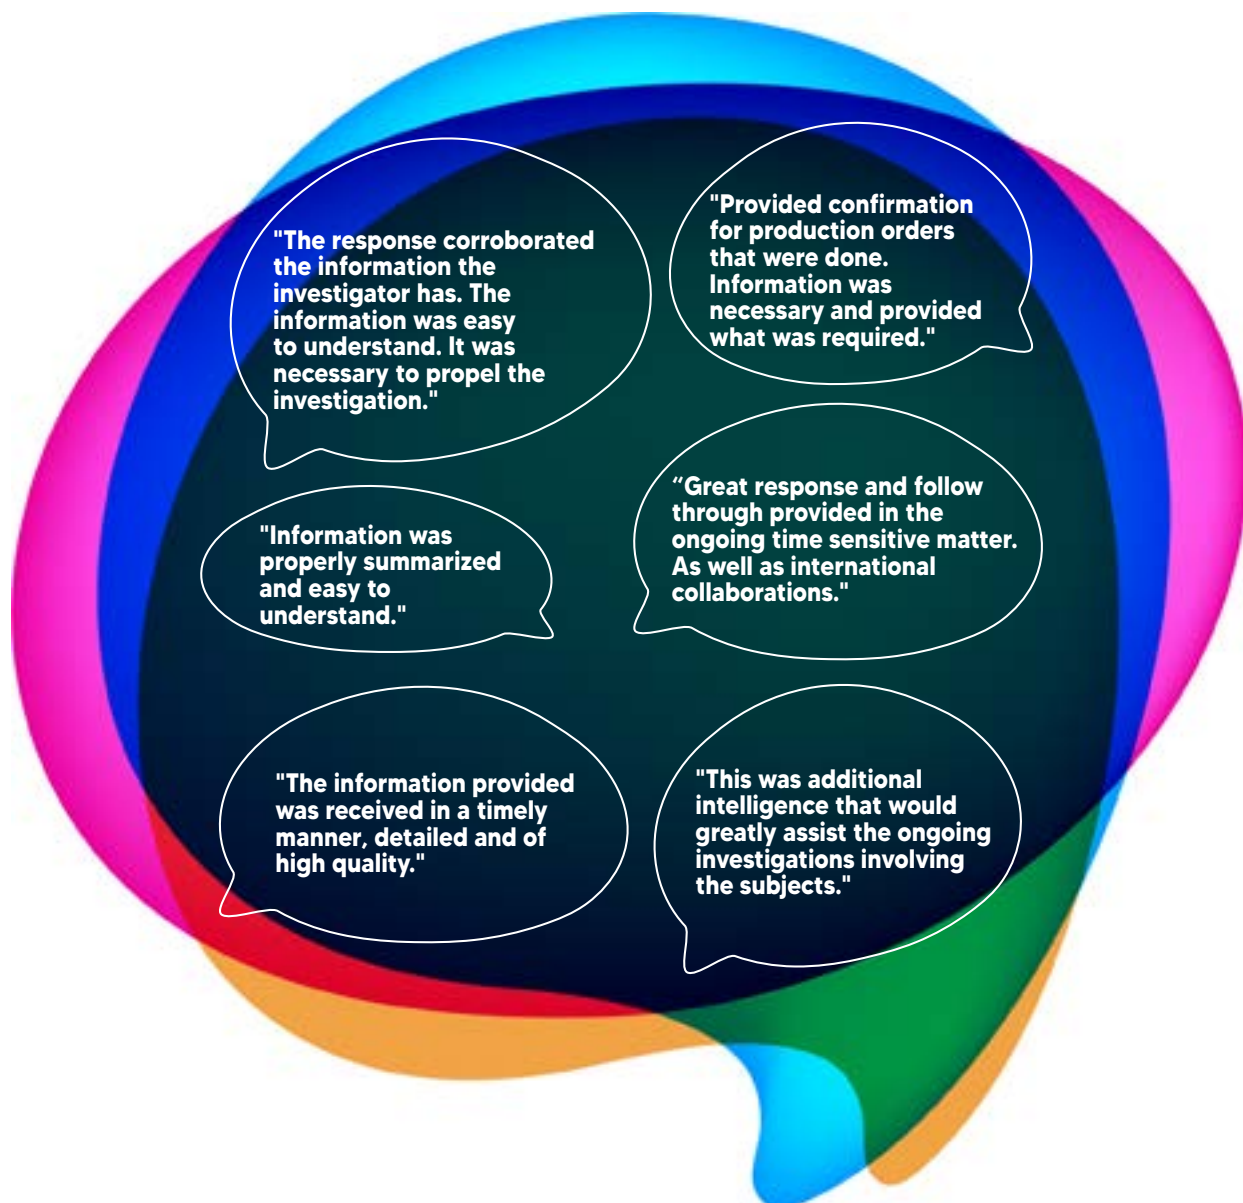 "The response corroborated
the information the
investigator has. The
information was easy
to understand. It was
necessary to propel the
investigation."
"Provided confirmation
for production orders
that were done.
Information was
necessary and provided
what was required."
"Information was
properly summarized
and easy to
understand."
“Great response and follow
through provided in the
ongoing time sensitive matter.
As well as international
collaborations."
"The information provided
was received in a timely
manner, detailed and of
high quality."
"This was additional
intelligence that would
greatly assist the ongoing
investigations involving
the subjects."